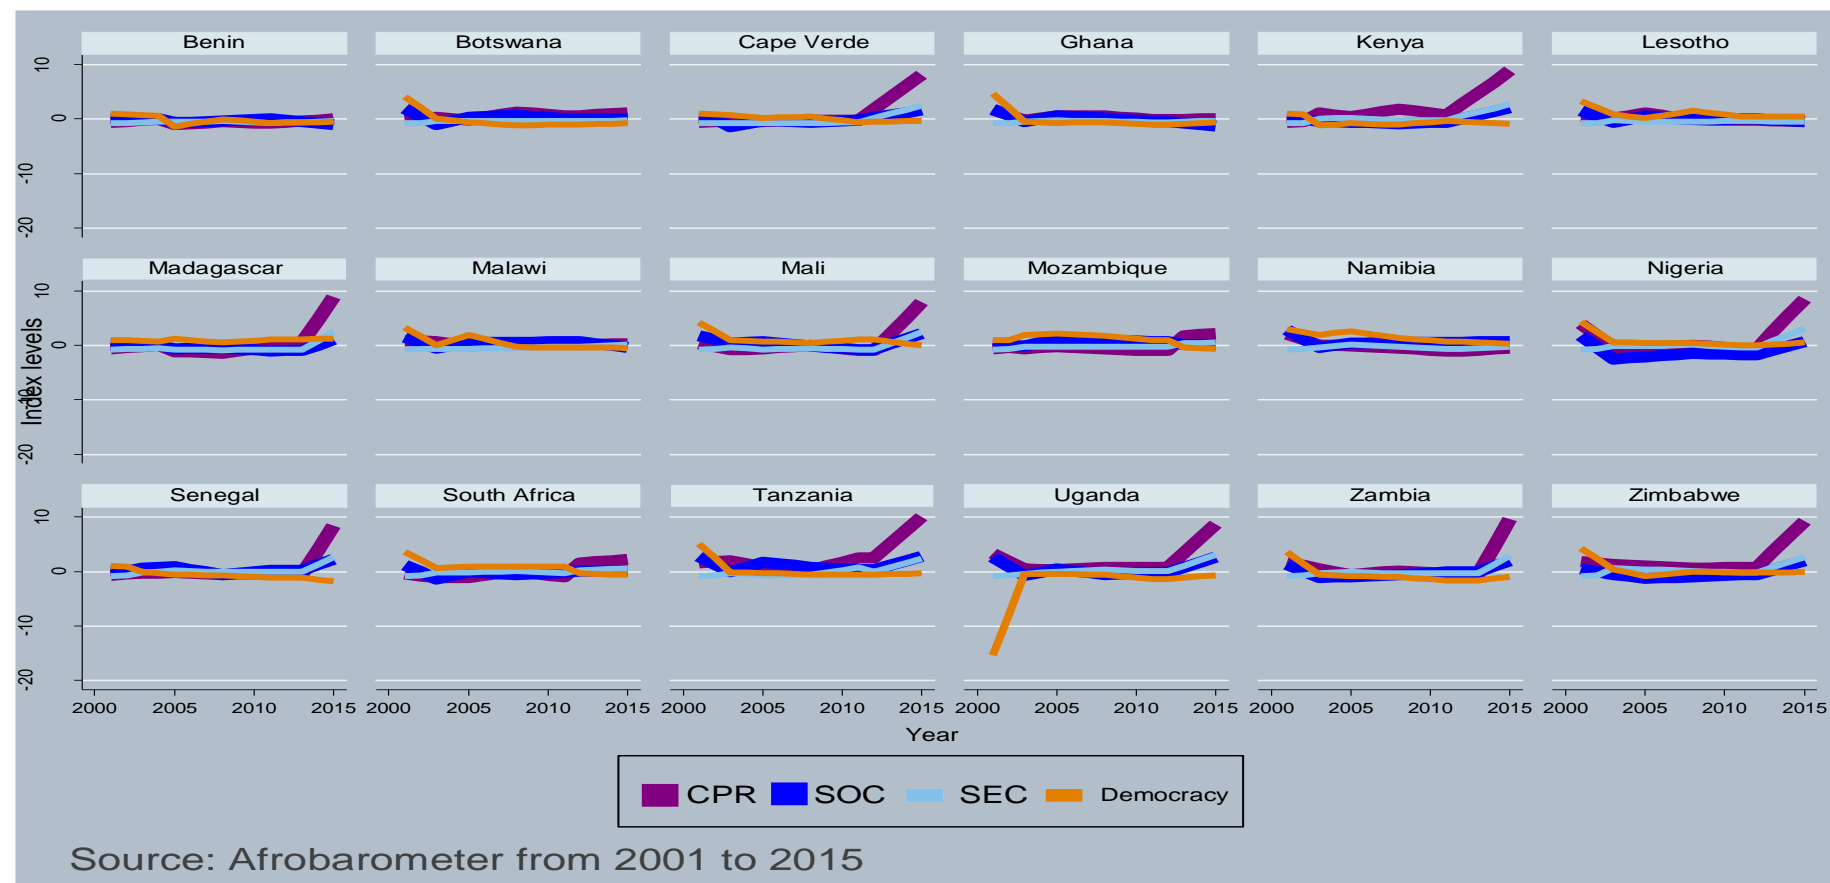 Benin Botswana Cape Verde Ghana Kenya Lesotho
10
0
-10
-20
Madagascar Malawi Mali Mozambique Namibia Nigeria
10
0
-10
-20
Index levels
Senegal South Africa Tanzania Uganda Zambia Zimbabwe
10
0
-10
-20
2000 2005 2010 2015 2000 2005 2010 2015 2000 2005 2010 2015 2000 2005 2010 2015 2000 2005 2010 2015 2000 2005 2010 2015
Year
CPR SOC SEC Democracy
Source: Afrobarometer from 2001 to 2015